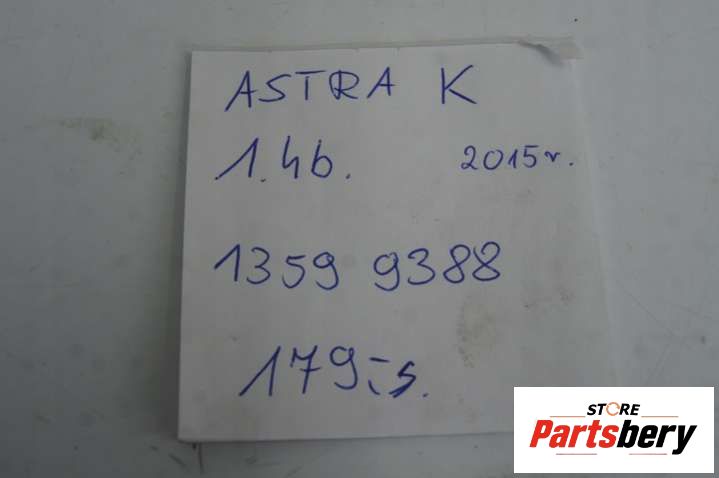 ASTRA K
1.4b. 2015r.
1359 9388
179,-s.
STORE
Partsbery